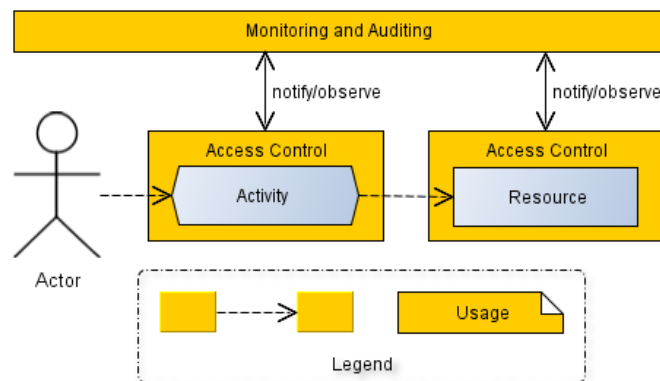 Monitoring and Auditing
notify/observe
notify/observe
Access Control
Access Control
Activity
Resource
Actor
Usage
Legend